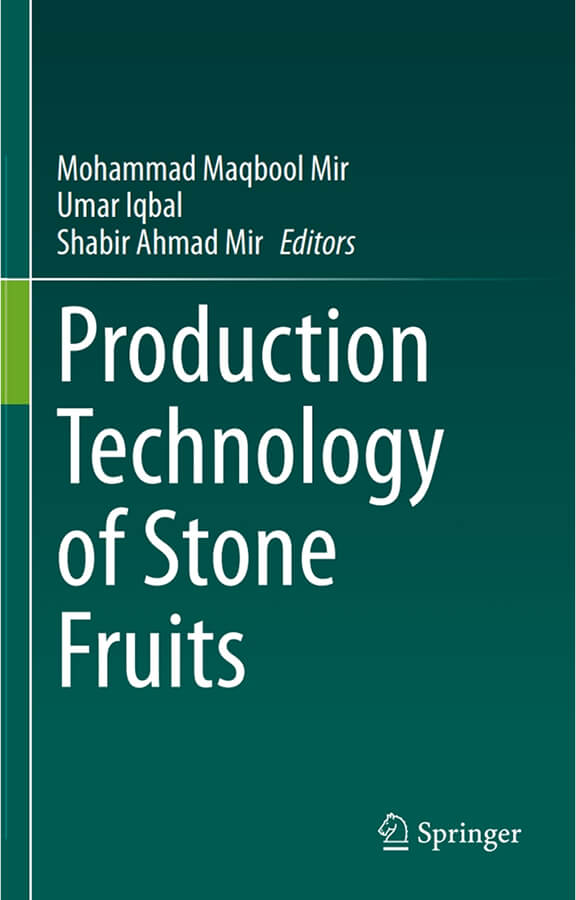 Mohammad Maqbool Mir
Umar Iqbal
Shabir Ahmad Mir Editors
Production
Technology
of Stone
Fruits
Springer